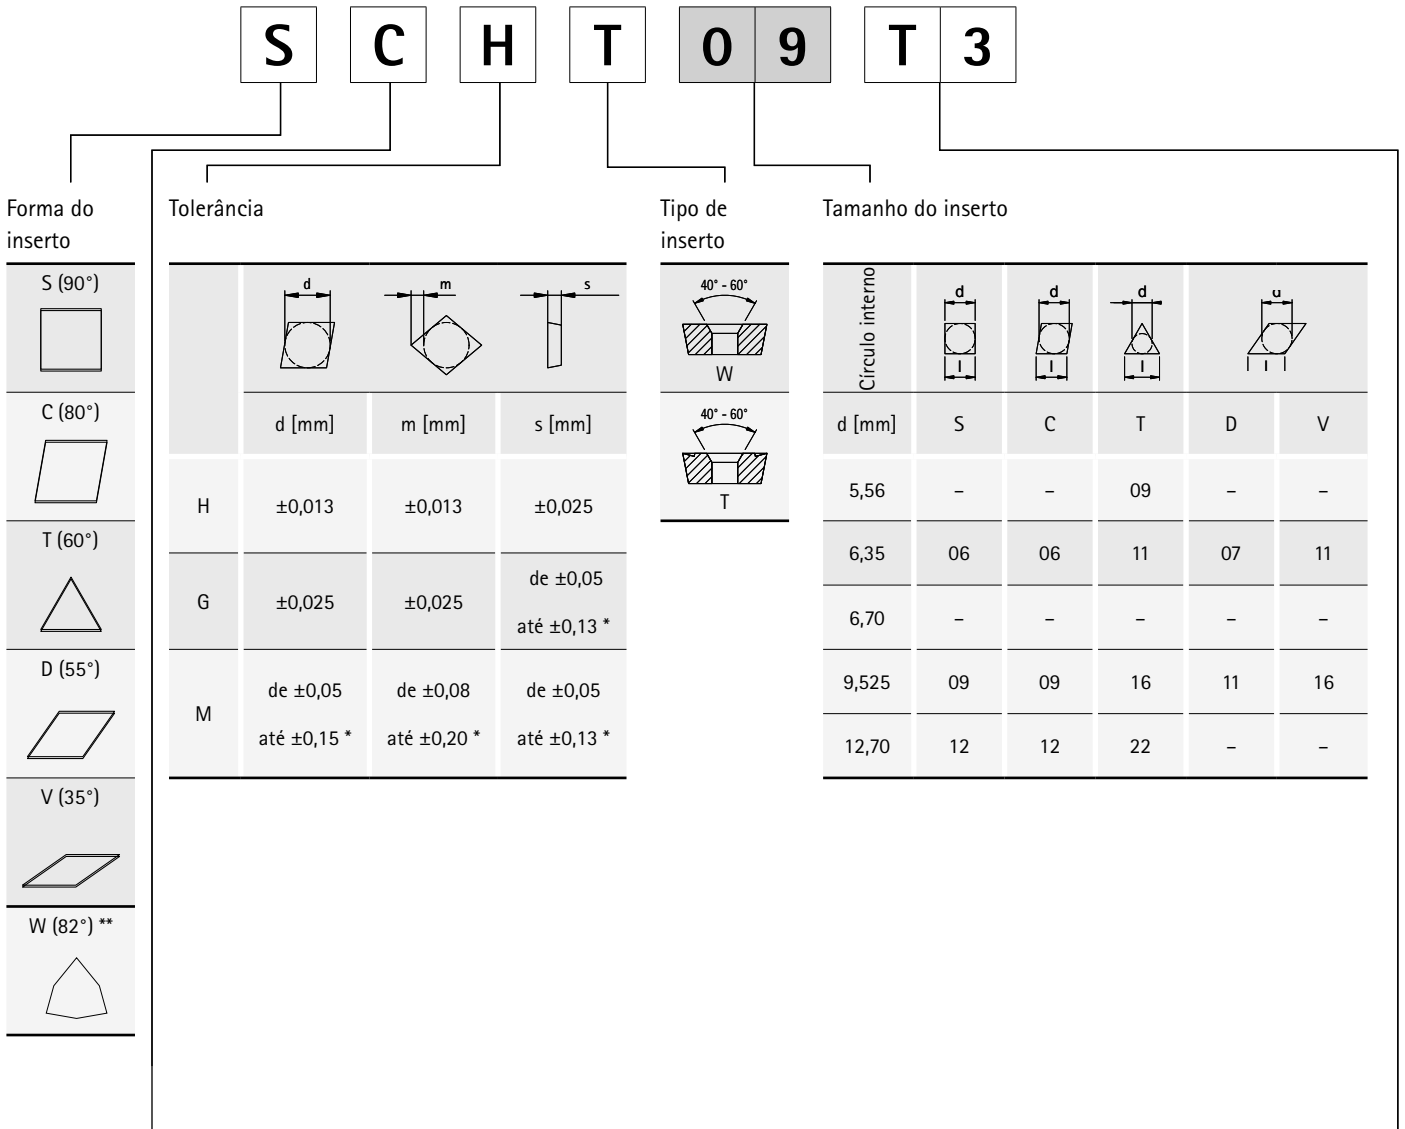 S C H T 0 9 T 3
Forma do
inserto
S (90°)
C (80°)
T (60°)
D (55°)
V (35°)
W (82°) **
Tolerância
d m s
d [mm] m [mm] s [mm]
H ±0,013 ±0,013 ±0,025
G ±0,025 ±0,025 de ±0,05
até ±0,13 *
M de ±0,05 de ±0,08 de ±0,05
até ±0,15 * até ±0,20 * até ±0,13 *
Tipo de
inserto
40° - 60°
W
40° - 60°
T
Tamanho do inserto
Círculo interno
d d d d
l l l l
d [mm] S C T D V
5,56 – – 09 – –
6,35 06 06 11 07 11
6,70 – – – – –
9,525 09 09 16 11 16
12,70 12 12 22 – –